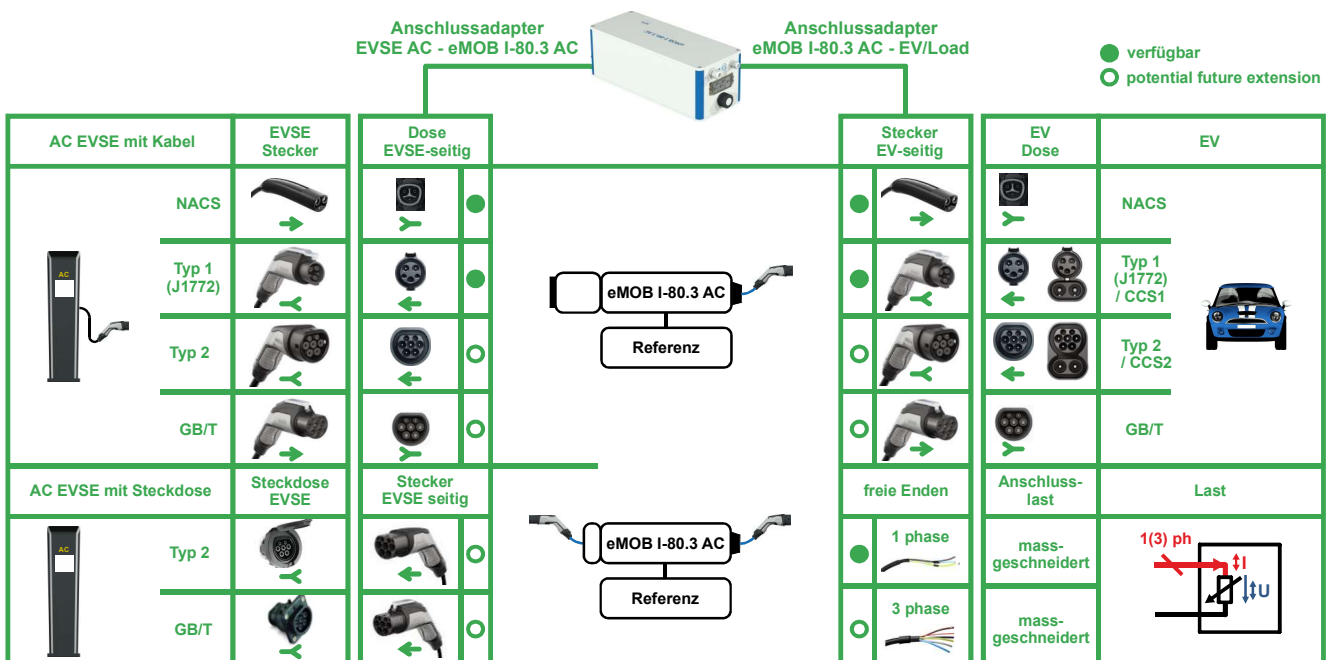 Anschlussadapter
EVSE AC - eMOB I-80.3 AC
Anschlussadapter
eMOB I-80.3 AC - EV/Load
verfügbar
potential future extension
AC EVSE mit Kabel
EVSE
Stecker
Dose
EVSE-seitig
Stecker
EV-seitig
EV
Dose
EV
NACS
NACS
AC
Typ 1
(J1772)
Typ 1
(J1772)
/ CCS1
eMOB I-80.3 AC
Referenz
Typ 2
Typ 2
/ CCS2
GB/T
GB/T
AC EVSE mit Steckdose
Steckdose
EVSE
Stecker
EVSE seitig
freie Enden
Anschluss-
last
Last
AC
Typ 2
eMOB I-80.3 AC
Referenz
1 phase
mass-
geschneidert
1(3) ph
I
U
GB/T
3 phase
mass-
geschneidert